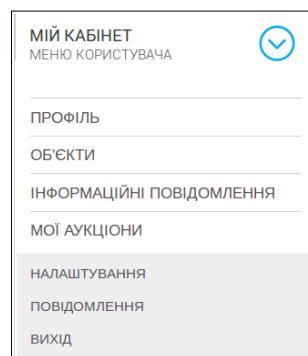 МІЙ КАБІНЕТ
МЕНЮ КОРИСТУВАЧА
ПРОФІЛЬ
ОБ'ЄКТИ
ІНФОРМАЦІЙНІ ПОВІДОМЛЕННЯ
МОЇ АУКЦІОНИ
НАЛАШТУВАННЯ
ПОВІДОМЛЕННЯ
ВИХІД